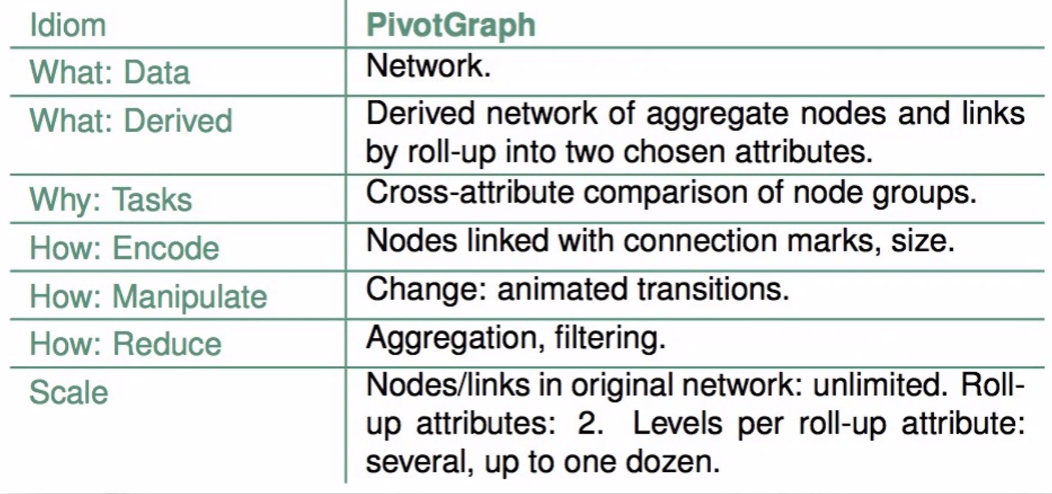 Idiom PivotGraph
What: Data Network.
What: Derived Derived network of aggregate nodes and links
by roll-up into two chosen attributes.
Why: Tasks Cross-attribute comparison of node groups.
How: Encode Nodes linked with connection marks, size.
How: Manipulate Change: animated transitions.
How: Reduce Aggregation, filtering.
Scale Nodes/links in original network: unlimited. Roll-
up attributes: 2. Levels per roll-up attribute:
several, up to one dozen.